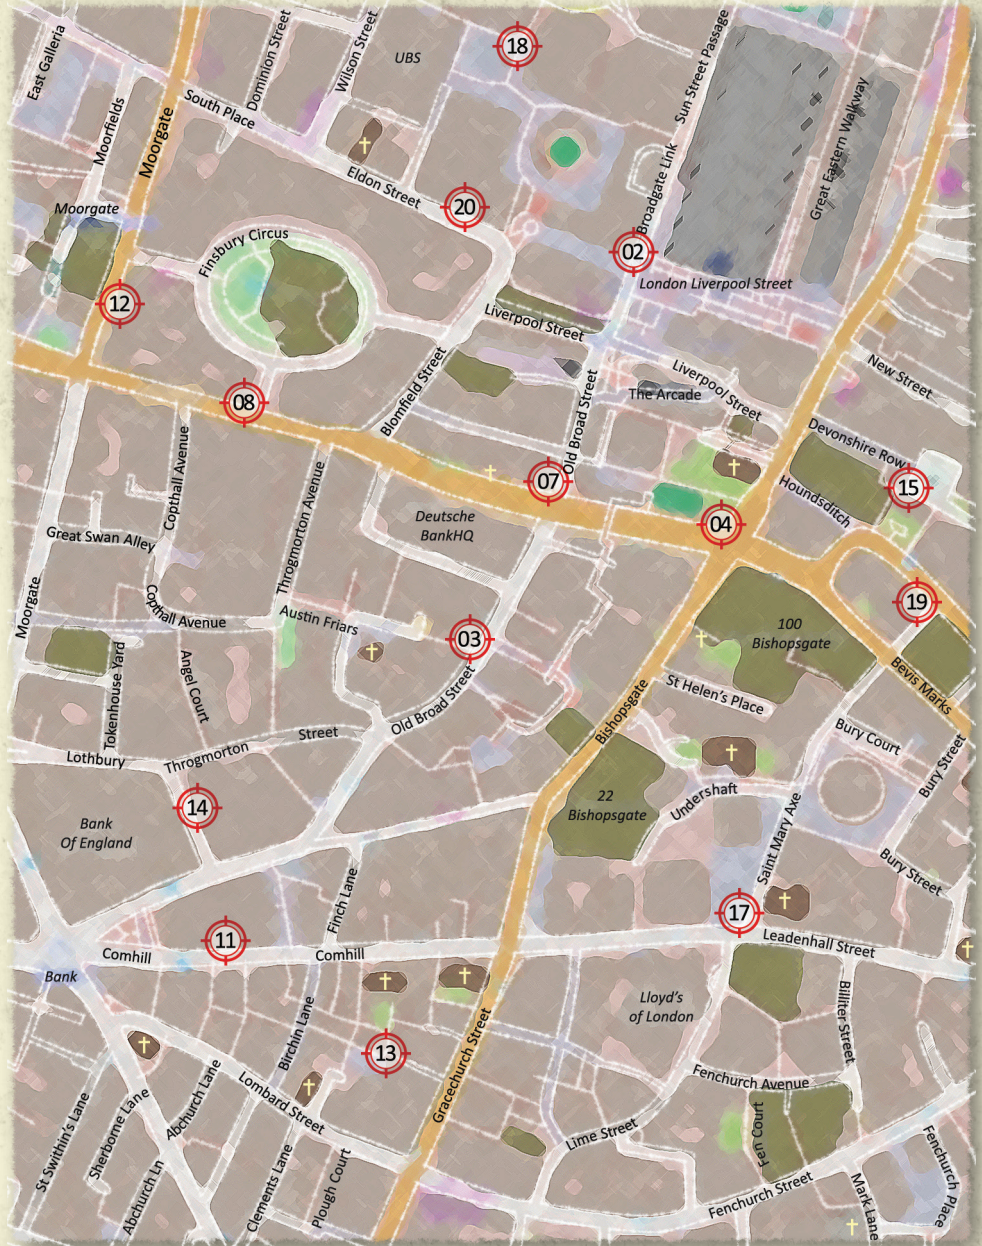 East Galleria
Moorfields
Moorgate
Dominion Street
Wilson Street
UBS
18
Sun Street Passage
Great Eastern Walkway
South Place
Eldon Street
20
Broadgate Link
02
Moorgate
Finsbury Circus
London Liverpool Street
12
Liverpool Street
Blomfield Street
Liverpool Street
The Arcade
New Street
08
Old Broad Street
Devonshire Row
Copthall Avenue
Throgmorton Avenue
07
Houndsditch
15
Deutsche
BankHQ
04
Great Swan Alley
Moorgate
Copthall Avenue
Austin Friars
03
19
100
Bishopsgate
Tokenhouse Yard
Angel Court
Old Broad Street
Bishopsgate
St Helen's Place
Bevis Marks
Lothbury
Throgmorton
Street
Bury Court
Bury Street
14
22
Bishopsgate
Undershaft
Saint Mary Axe
Bank
Of England
Finch Lane
Bury Street
17
11
Comhill
Comhill
Leadenhall Street
Bank
Lloyd's
of London
Billiter Street
Birchin Lane
13
Gracechurch Street
Fenchurch Avenue
St Swithin's Lane
Sherborne Lane
Abchurch Lane
Lombard Street
Lime Street
Fen Court
Abchurch Ln
Clements Lane
Plough Court
Fenchurch Street
Mark Lane
Fenchurch Place